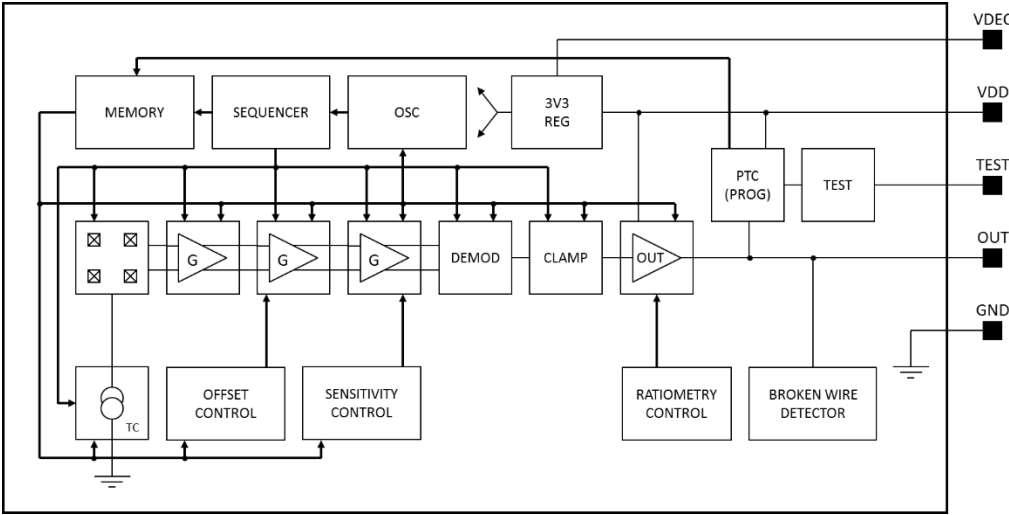 VDEC
MEMORY
SEQUENCER
OSC
3V3
REG
VDD
PTC
(PROG)
TEST
TEST
G
G
G
DEMOD
CLAMP
OUT
OUT
GND
TC
OFFSET
CONTROL
SENSITIVITY
CONTROL
RATIOMETRY
CONTROL
BROKEN WIRE
DETECTOR